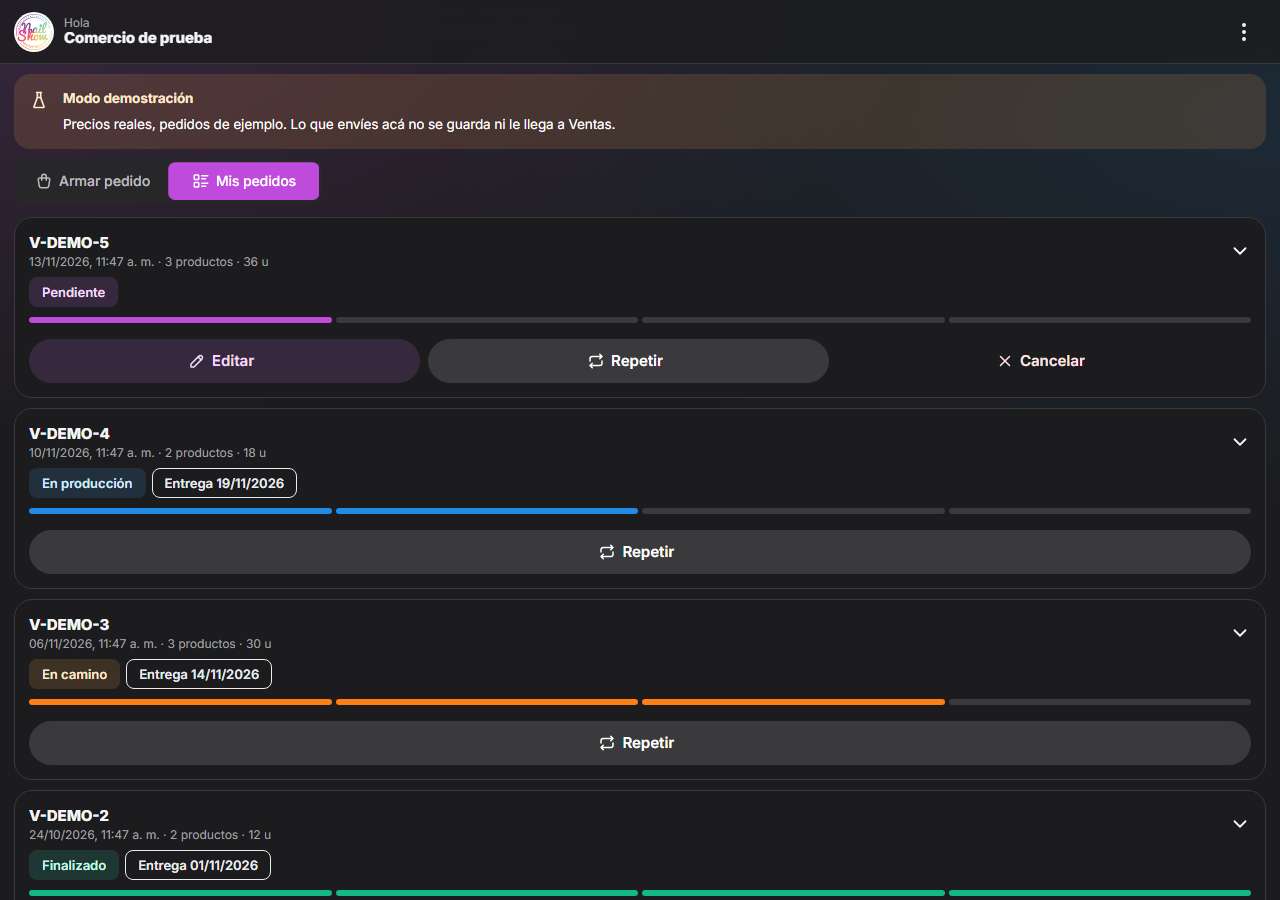 Nail
Show
Hola
Comercio de prueba
Modo demostración
Precios reales, pedidos de ejemplo. Lo que envíes acá no se guarda ni le llega a Ventas.
Armar pedido
Mis pedidos
V-DEMO-5
13/11/2026, 11:47 a. m. · 3 productos · 36 u
Pendiente
Editar
Repetir
Cancelar
V-DEMO-4
10/11/2026, 11:47 a. m. · 2 productos · 18 u
En producción
Entrega 19/11/2026
Repetir
V-DEMO-3
06/11/2026, 11:47 a. m. · 3 productos · 30 u
En camino
Entrega 14/11/2026
Repetir
V-DEMO-2
24/10/2026, 11:47 a. m. · 2 productos · 12 u
Finalizado
Entrega 01/11/2026